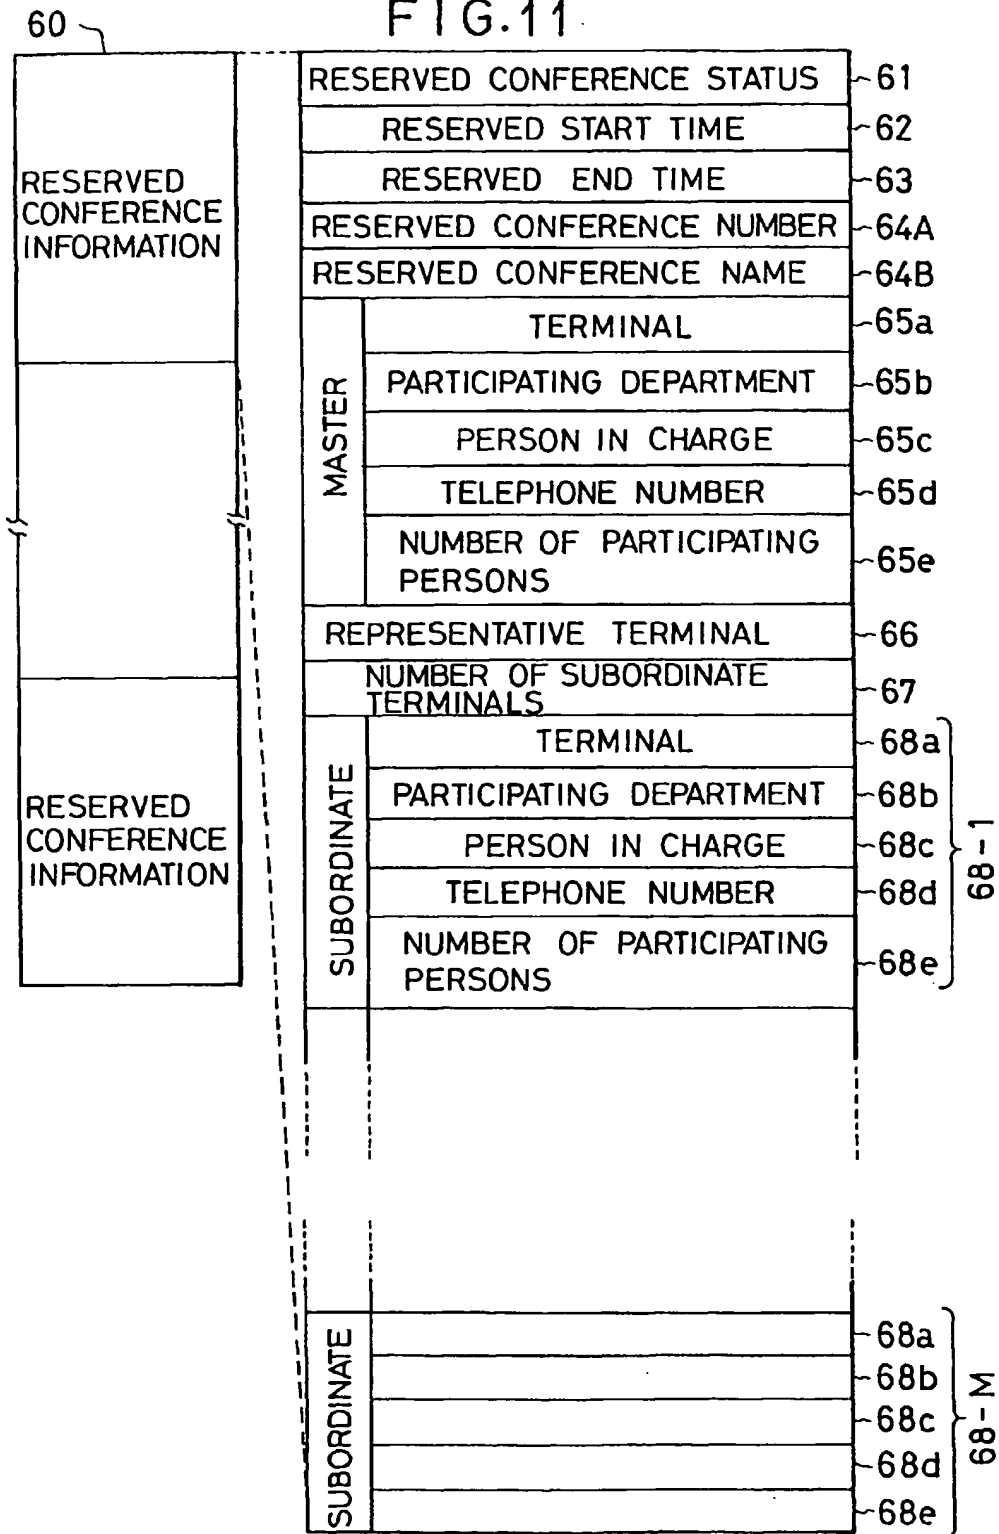 FIG.11
60
RESERVED CONFERENCE INFORMATION
RESERVED CONFERENCE STATUS 61
RESERVED START TIME 62
RESERVED END TIME 63
RESERVED CONFERENCE NUMBER 64A
RESERVED CONFERENCE NAME 64B
MASTER
TERMINAL 65a
PARTICIPATING DEPARTMENT 65b
PERSON IN CHARGE 65c
TELEPHONE NUMBER 65d
NUMBER OF PARTICIPATING
PERSONS 65e
REPRESENTATIVE TERMINAL 66
NUMBER OF SUBORDINATE
TERMINALS 67
RESERVED CONFERENCE INFORMATION
SUBORDINATE
TERMINAL 68a
PARTICIPATING DEPARTMENT 68b
PERSON IN CHARGE 68c
TELEPHONE NUMBER 68d
NUMBER OF PARTICIPATING
PERSONS 68e
68-1
SUBORDINATE
68a
68b
68c
68d
68e
68-M